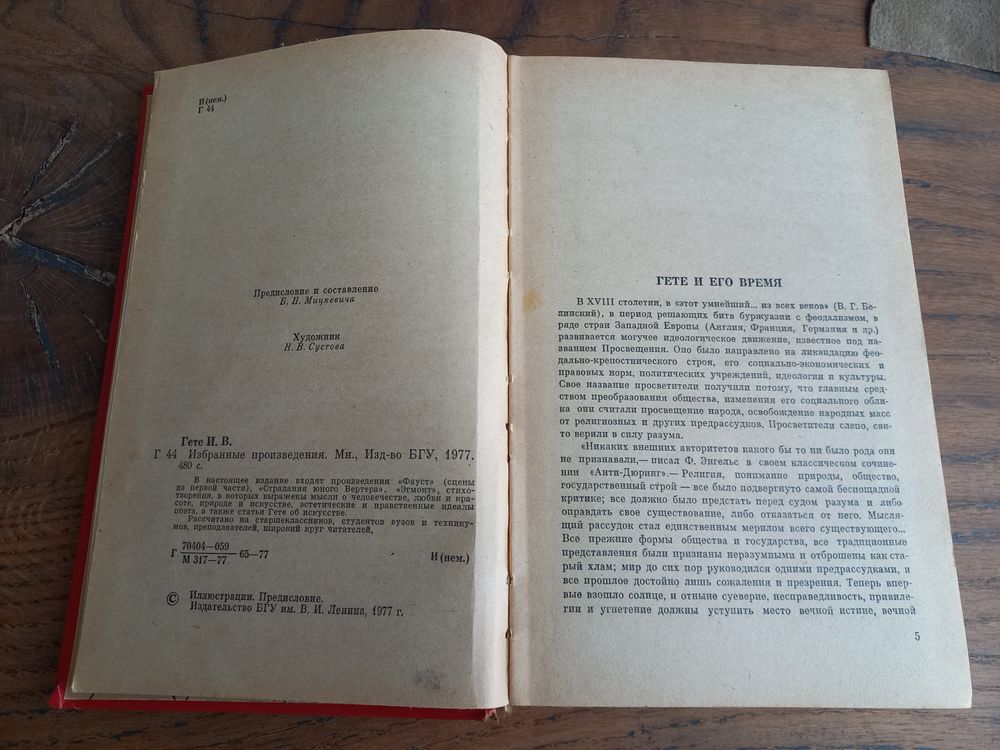 И(нем.)
Г 44
Предисловие и составление
Б. П. Мицкевича
Художник
Н. В. Сустова
Гете И. В.
Г 44 Избранные произведения. Мн., Изд-во БГУ, 1977.
480 с.
В настоящее издание входят произведения «Фауст» (сцены
из первой части), «Страдания юного Вертера», «Эгмонт», стихо-
творения, в которых выражены мысли о человечестве, любви и кра-
соте, природе и искусстве, эстетические и нравственные идеалы
поэта, а также статьи Гете об искусстве.
Рассчитано на старшеклассников, студентов вузов и технику-
мов, преподавателей, широкий круг читателей.
Г 70404—059
М 317—77 65—77 И (нем.)
© Иллюстрации. Предисловие.
Издательство БГУ им. В. И. Ленина, 1977 г.
ГЕТЕ И ЕГО ВРЕМЯ
В XVIII столетии, в «этот умнейший... из всех веков» (В. Г. Бе-
линский), в период решающих битв буржуазии с феодализмом, в
ряде стран Западной Европы (Англия, Франция, Германия и др.)
развивается могучее идеологическое движение, известное под на-
званием Просвещения. Оно было направлено на ликвидацию фео-
дально-крепостнического строя, его социально-экономических и
правовых норм, политических учреждений, идеологии и культуры.
Свое название просветители получили потому, что главным сред-
ством преобразования общества, изменения его социального обли-
ка они считали просвещение народа, освобождение народных масс
от религиозных и других предрассудков. Просветители слепо, свя-
то верили в силу разума.
«Никаких внешних авторитетов какого бы то ни было рода они
не признавали,— писал Ф. Энгельс в своем классическом сочине-
нии «Анти-Дюринг».— Религия, понимание природы, общество,
государственный строй — все было подвергнуто самой беспощадной
критике; все должно было предстать перед судом разума и либо
оправдать свое существование, либо отказаться от него. Мысля-
щий рассудок стал единственным мерилом всего существующего...
Все прежние формы общества и государства, все традиционные
представления были признаны неразумными и отброшены как ста-
рый хлам; мир до сих пор руководился одними предрассудками, и
все прошлое достойно лишь сожаления и презрения. Теперь впер-
вые взошло солнце, и отныне суеверие, несправедливость, привиле-
гии и угнетение должны уступить место вечной истине, вечной
5